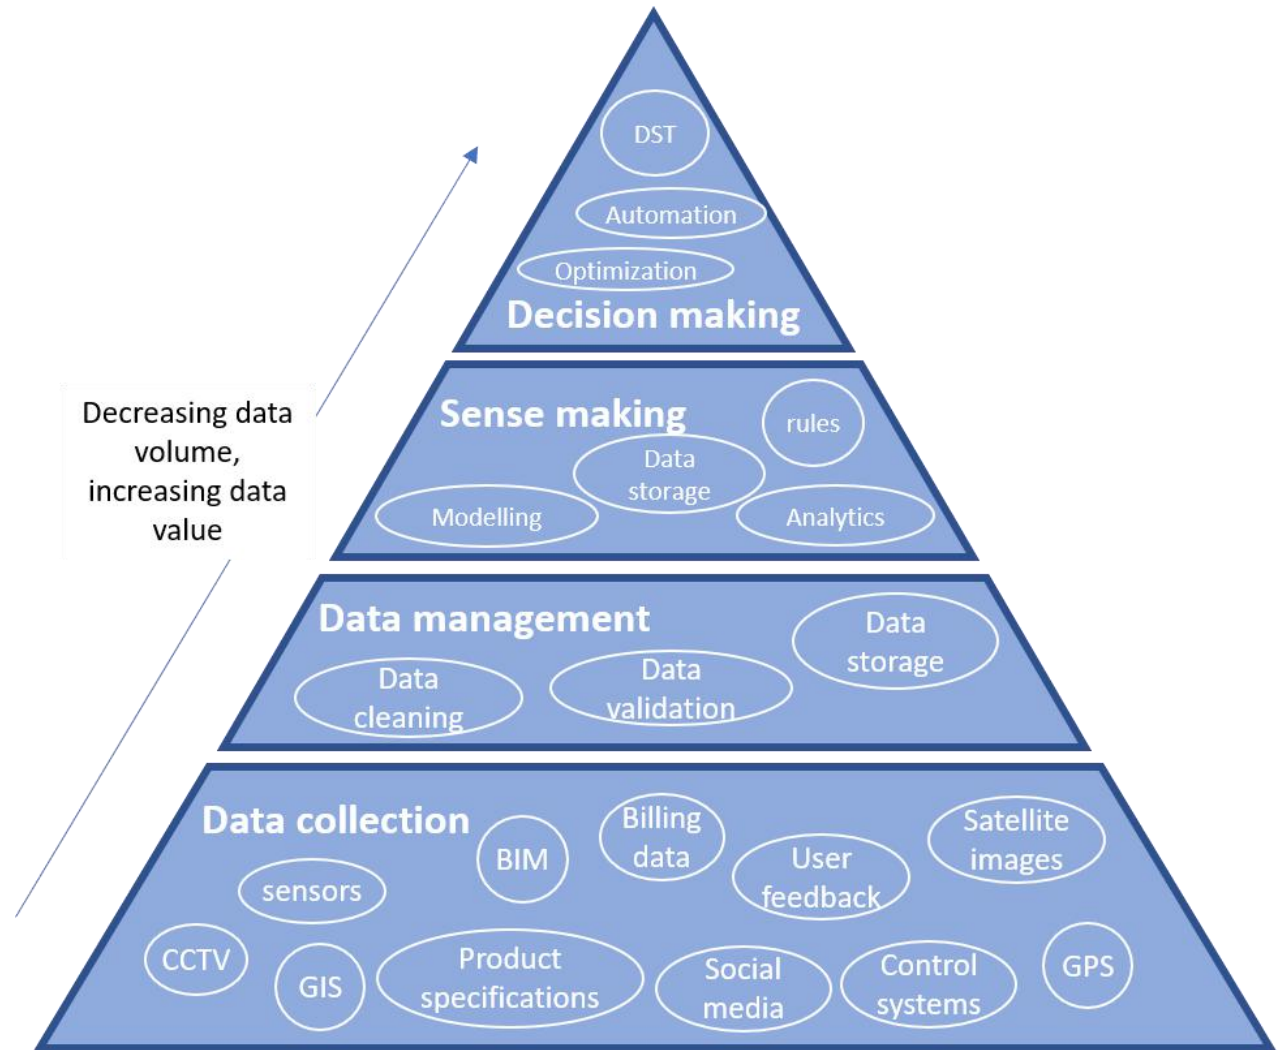 DST
Automation
Optimization
Decision making
Decreasing data
volume,
increasing data
value
Sense making
rules
Data
storage
Modelling
Analytics
Data management
Data
storage
Data
cleaning
Data
validation
Data collection
Billing
data
Satellite
images
BIM
User
feedback
sensors
CCTV
GIS
Product
specifications
Social
media
Control
systems
GPS